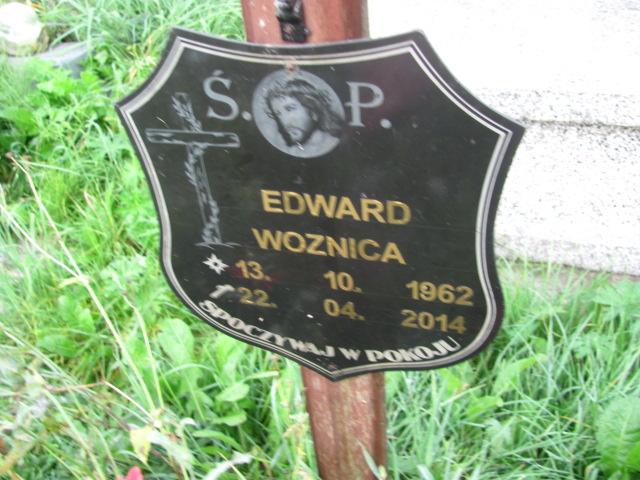 Ś. P.
EDWARD
WOZNICA
13. 10. 1962
22. 04. 2014
SPOCZYWAJ W POKOJU